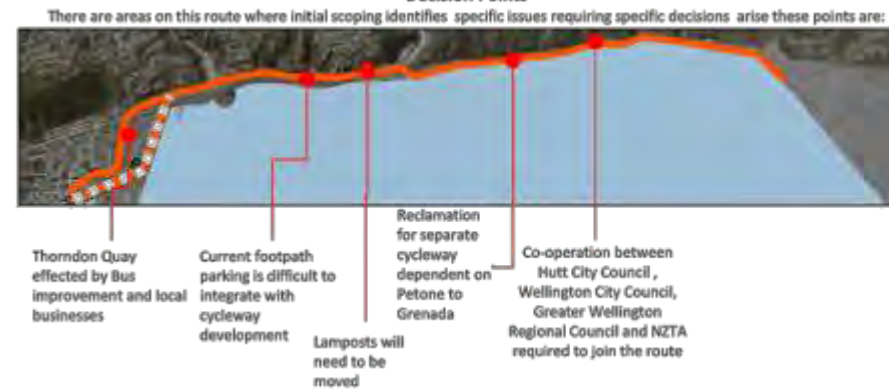 There are areas on this route where initial scoping identifies specific issues requiring specific decisions arise these points are:
Thorndon Quay
effected by Bus
improvement and local
businesses
Current footpath
parking is difficult to
integrate with
cycleway
development
Lamposts will
need to be
moved
Reclamation
for separate
cycleway
dependent on
Petone to
Grenada
Co-operation between
Hutt City Council ,
Wellington City Council,
Greater Wellington
Regional Council and NZTA
required to join the route